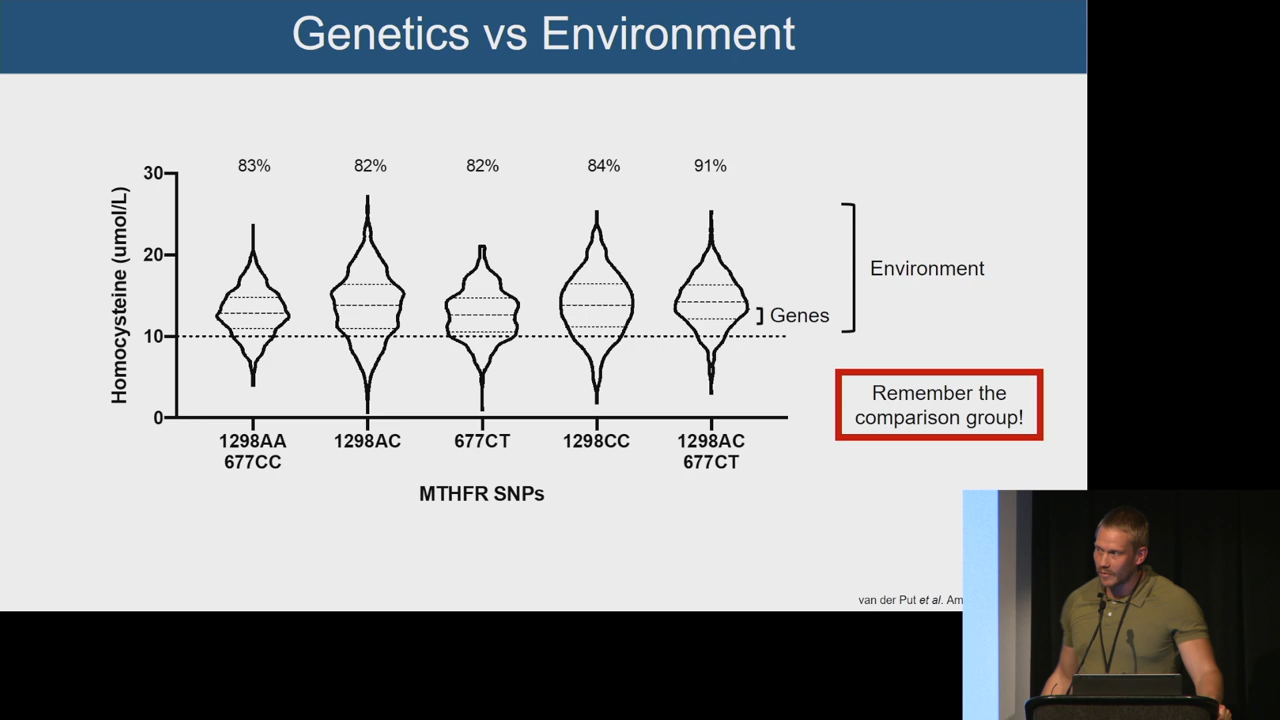 Genetics vs Environment
83%
82%
82%
84%
91%
30
20
10
0
Homocysteine (umol/L)
Environment
Genes
Remember the
comparison group!
1298AA
677CC
1298AC
677CT
1298CC
1298AC
677CT
MTHFR SNPs
van der Put et al. Am